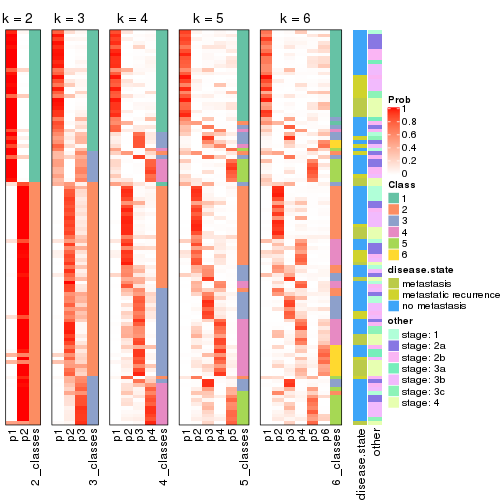 k = 2 k = 3 k = 4 k = 5 k = 6
Prob
1
0.8
0.6
0.4
0.2
0
Class
1
2
3
4
5
6
disease.state
metastasis
metastatic recurrence
no metastasis
other
stage: 1
stage: 2a
stage: 2b
stage: 3a
stage: 3b
stage: 3c
stage: 4
p1
p2
2_classes
p1
p2
p3
3_classes
p1
p2
p3
p4
4_classes
p1
p2
p3
p4
p5
5_classes
p1
p2
p3
p4
p5
p6
6_classes
disease.state
other